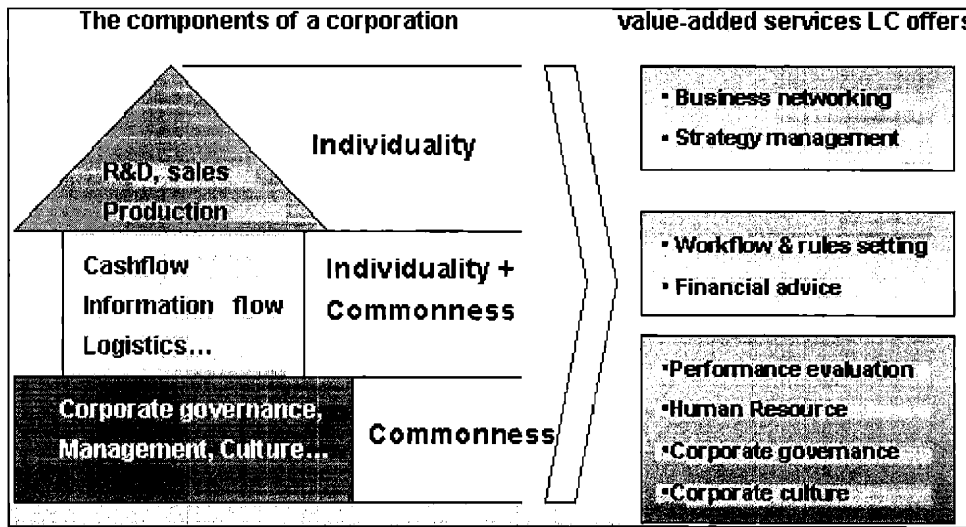 The components of a corporation
value-added services LC offers
R&D, sales
Production
Individuality
• Business networking
• Strategy management
Cashflow
Information flow
Logistics...
Individuality +
Commonness
• Workflow & rules setting
• Financial advice
Corporate governance,
Management, Culture...
Commonness
•Performance evaluation
•Human Resource
•Corporate governance
•Corporate culture